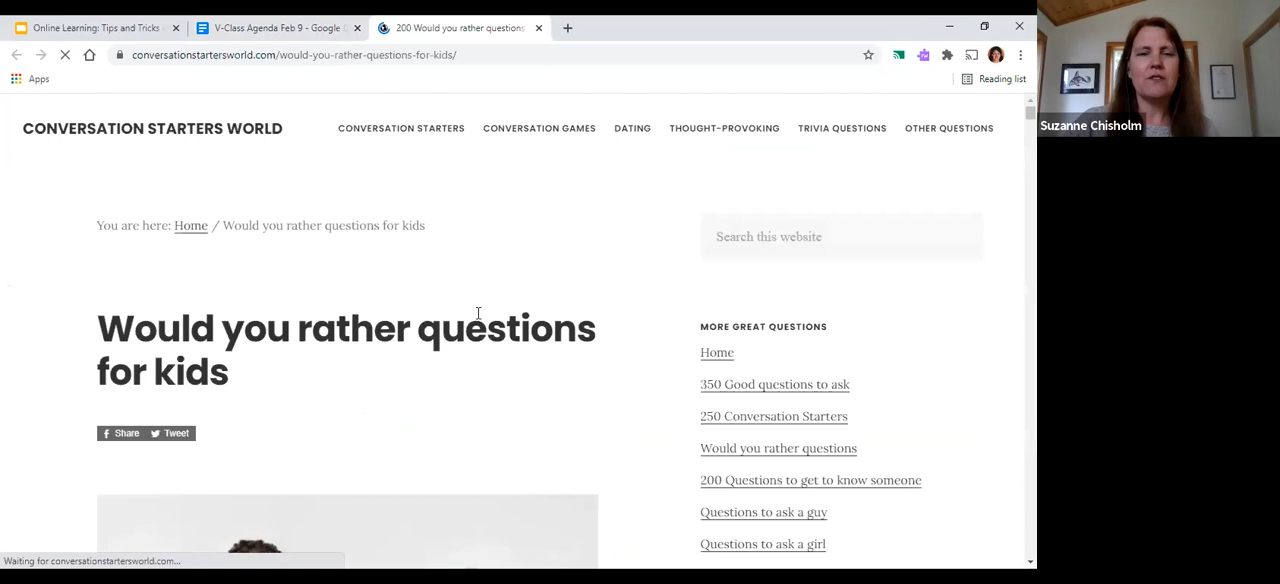 Online Learning: Tips and Tricks
V-Class Agenda Feb 9 - Google
200 Would you rather questions
conversationstartersworld.com/would-you-rather-questions-for-kids/
Apps
Reading list
CONVERSATION STARTERS WORLD
CONVERSATION STARTERS
CONVERSATION GAMES
DATING
THOUGHT-PROVOKING
TRIVIA QUESTIONS
OTHER QUESTIONS
You are here: Home / Would you rather questions for kids
Search this website
Would you rather questions
for kids
Share Tweet
MORE GREAT QUESTIONS
Home
350 Good questions to ask
250 Conversation Starters
Would you rather questions
200 Questions to get to know someone
Questions to ask a guy
Questions to ask a girl
Waiting for conversationstartersworld.com...
Suzanne Chisholm